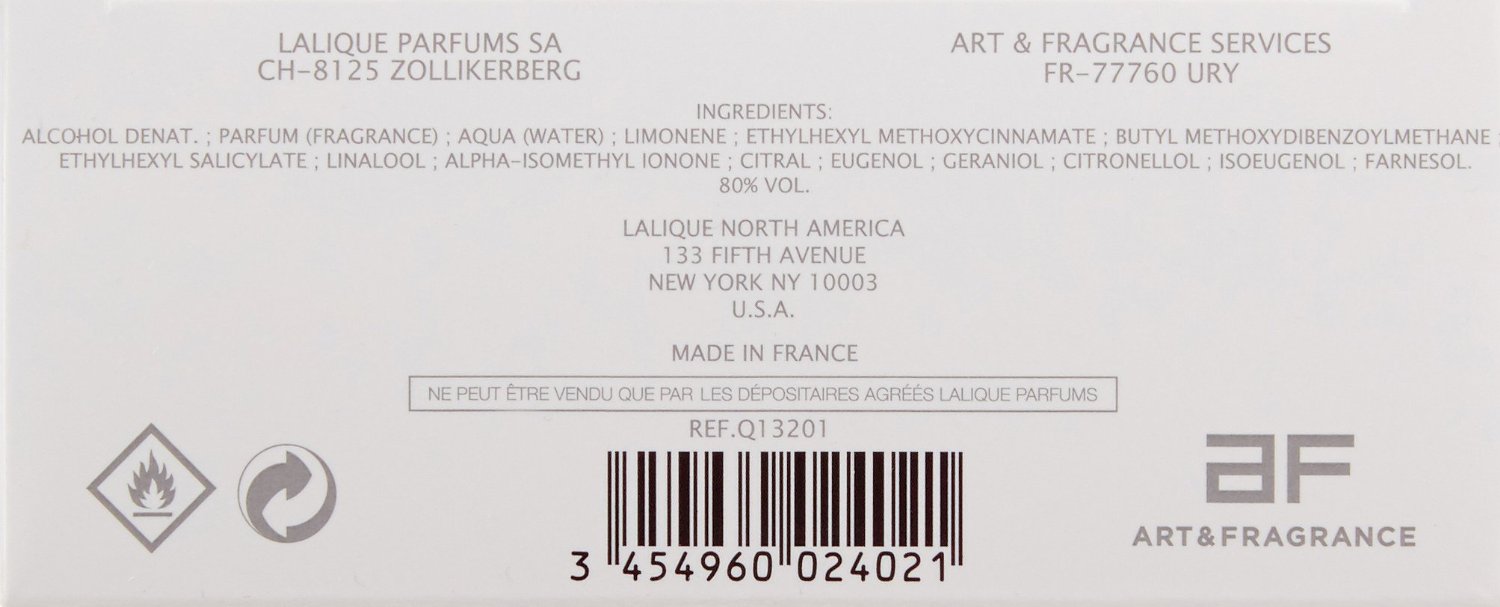 LALIQUE PARFUMS SA
CH-8125 ZOLLIKERBERG
ART & FRAGRANCE SERVICES
FR-77760 URY
INGREDIENTS:
ALCOHOL DENAT. ; PARFUM (FRAGRANCE) ; AQUA (WATER) ; LIMONENE ; ETHYLHEXYL METHOXYCINNAMATE ; BUTYL METHOXYDIBENZOYLMETHANE ;
ETHYLHEXYL SALICYLATE ; LINALOOL ; ALPHA-ISOMETHYL IONONE ; CITRAL ; EUGENOL ; GERANIOL ; CITRONELLOL ; ISOEUGENOL ; FARNESOL.
80% VOL.
LALIQUE NORTH AMERICA
133 FIFTH AVENUE
NEW YORK NY 10003
U.S.A.
MADE IN FRANCE
NE PEUT ÊTRE VENDU QUE PAR LES DÉPOSITAIRES AGRÉÉS LALIQUE PARFUMS
REF.Q13201
3 454960 024021
aF
ART&FRAGRANCE